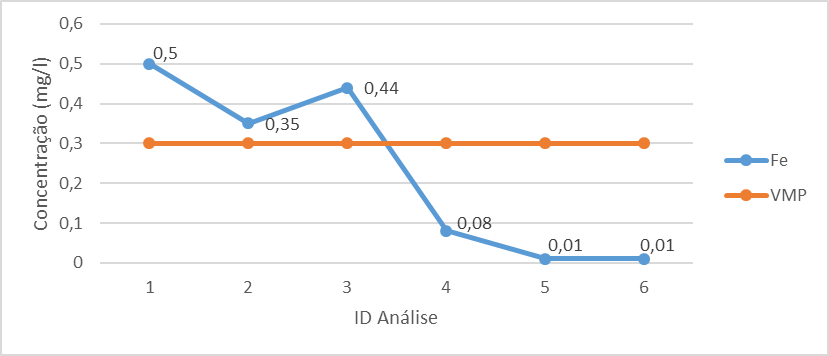 0,6
0,5
0,4
0,3
0,2
0,1
0
Concentração (mg/l)
0,5
0,35
0,44
0,08
0,01
0,01
1 2 3 4 5 6
ID Análise
Fe
VMP